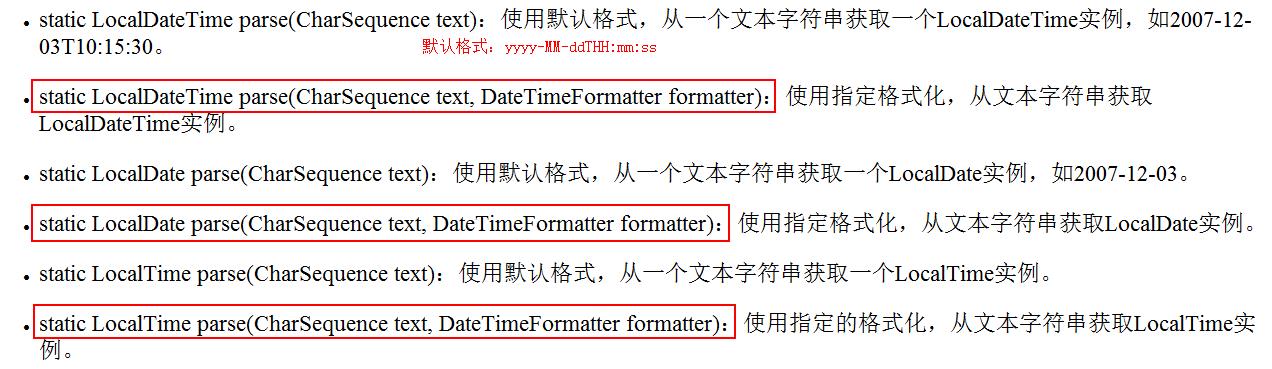 • static LocalDateTime parse(CharSequence text)：使用默认格式，从一个文本字符串获取一个LocalDateTime实例，如2007-12-
03T10:15:30。
默认格式：yyyy-MM-ddTHH:mm:ss
• static LocalDateTime parse(CharSequence text, DateTimeFormatter formatter)：使用指定格式化，从文本字符串获取
LocalDateTime实例。
• static LocalDate parse(CharSequence text)：使用默认格式，从一个文本字符串获取一个LocalDate实例，如2007-12-03。
• static LocalDate parse(CharSequence text, DateTimeFormatter formatter)：使用指定格式化，从文本字符串获取LocalDate实例。
• static LocalTime parse(CharSequence text)：使用默认格式，从一个文本字符串获取一个LocalTime实例。
• static LocalTime parse(CharSequence text, DateTimeFormatter formatter)：使用指定的格式化，从文本字符串获取LocalTime实
例。